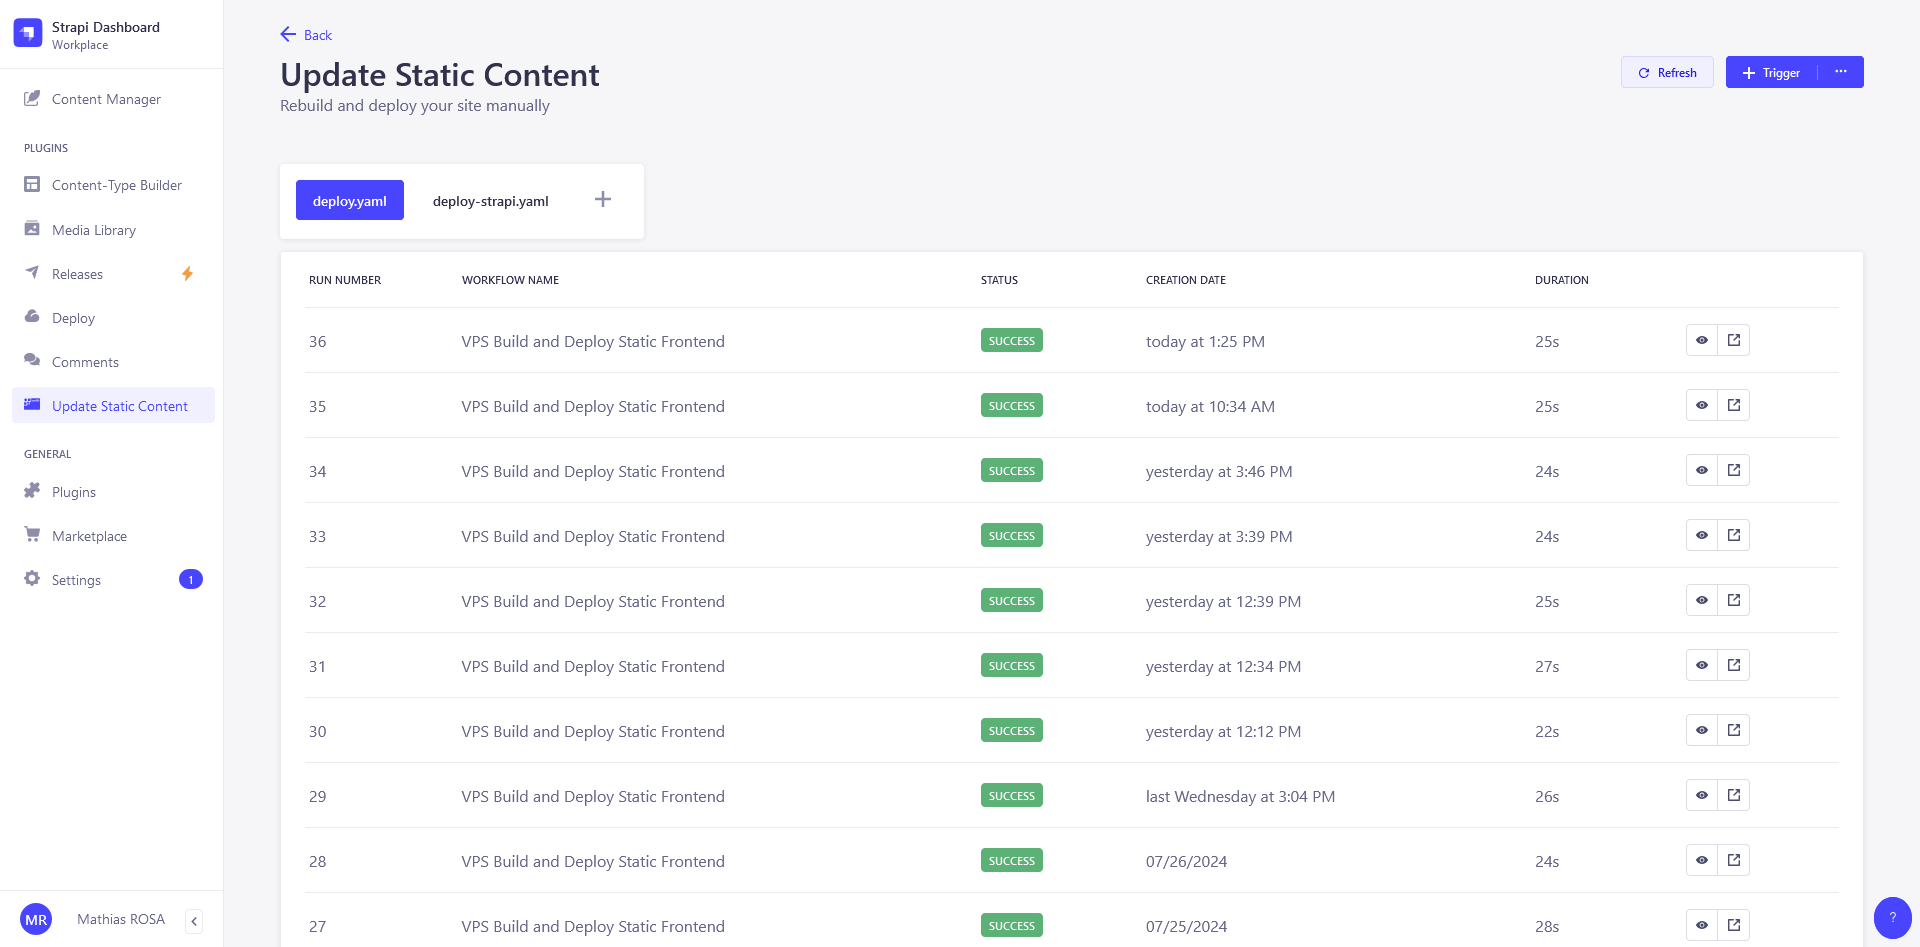 Strapi Dashboard
Workplace
Content Manager
PLUGINS
Content-Type Builder
Media Library
Releases
Deploy
Comments
Update Static Content
GENERAL
Plugins
Marketplace
Settings 1
MR Mathias ROSA
Back
Update Static Content
Rebuild and deploy your site manually
Refresh
Trigger
deploy.yaml deploy-strapi.yaml
RUN NUMBER WORKFLOW NAME STATUS CREATION DATE DURATION
36 VPS Build and Deploy Static Frontend SUCCESS today at 1:25 PM 25s
35 VPS Build and Deploy Static Frontend SUCCESS today at 10:34 AM 25s
34 VPS Build and Deploy Static Frontend SUCCESS yesterday at 3:46 PM 24s
33 VPS Build and Deploy Static Frontend SUCCESS yesterday at 3:39 PM 24s
32 VPS Build and Deploy Static Frontend SUCCESS yesterday at 12:39 PM 25s
31 VPS Build and Deploy Static Frontend SUCCESS yesterday at 12:34 PM 27s
30 VPS Build and Deploy Static Frontend SUCCESS yesterday at 12:12 PM 22s
29 VPS Build and Deploy Static Frontend SUCCESS last Wednesday at 3:04 PM 26s
28 VPS Build and Deploy Static Frontend SUCCESS 07/26/2024 24s
27 VPS Build and Deploy Static Frontend SUCCESS 07/25/2024 28s
?